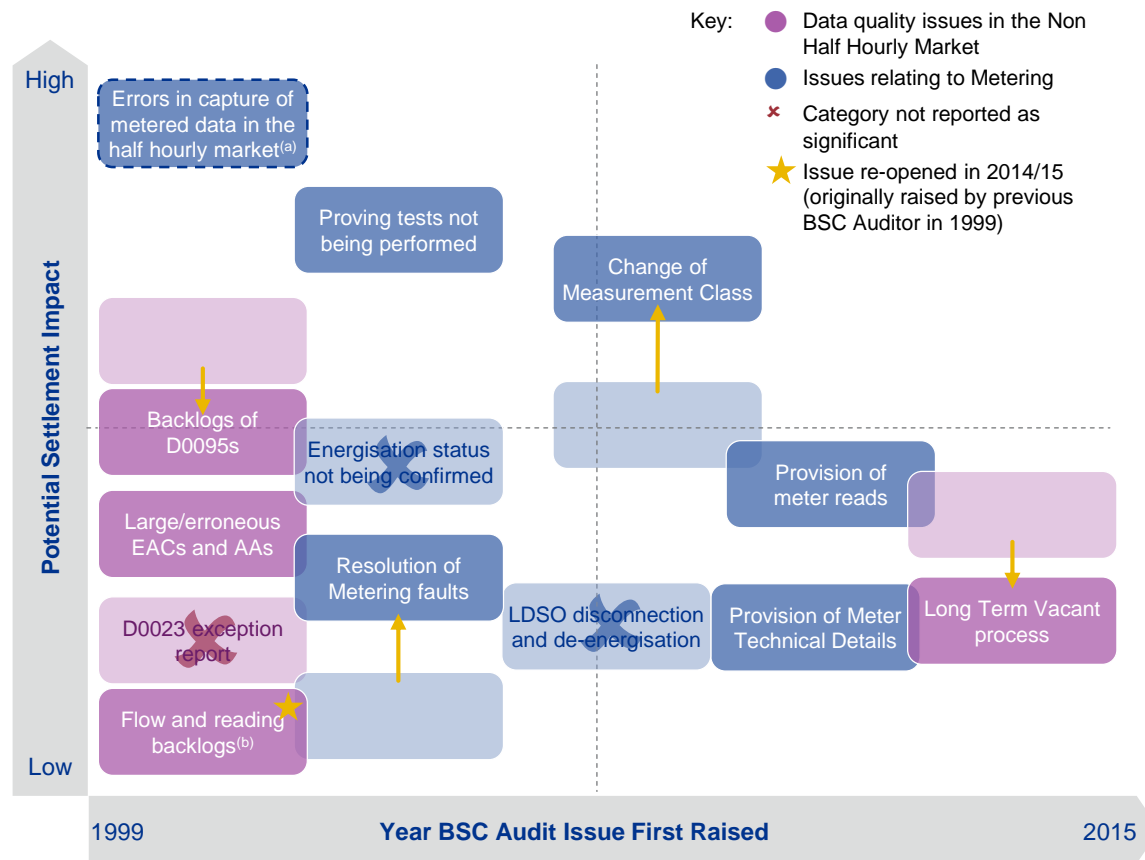 Key:
Data quality issues in the Non
Half Hourly Market
Issues relating to Metering
Category not reported as
significant
Issue re-opened in 2014/15
(originally raised by previous
BSC Auditor in 1999)
High
Potential Settlement Impact
Low
Errors in capture of
metered data in the
half hourly market(a)
Proving tests not
being performed
Change of
Measurement Class
Backlogs of
D0095s
Energisation status
not being confirmed
Provision of
meter reads
Large/erroneous
EACs and AAs
Resolution of
Metering faults
D0023 exception
report
LDSO disconnection
and de-energisation
Provision of Meter
Technical Details
Long Term Vacant
process
Flow and reading
backlogs(b)
1999
Year BSC Audit Issue First Raised
2015